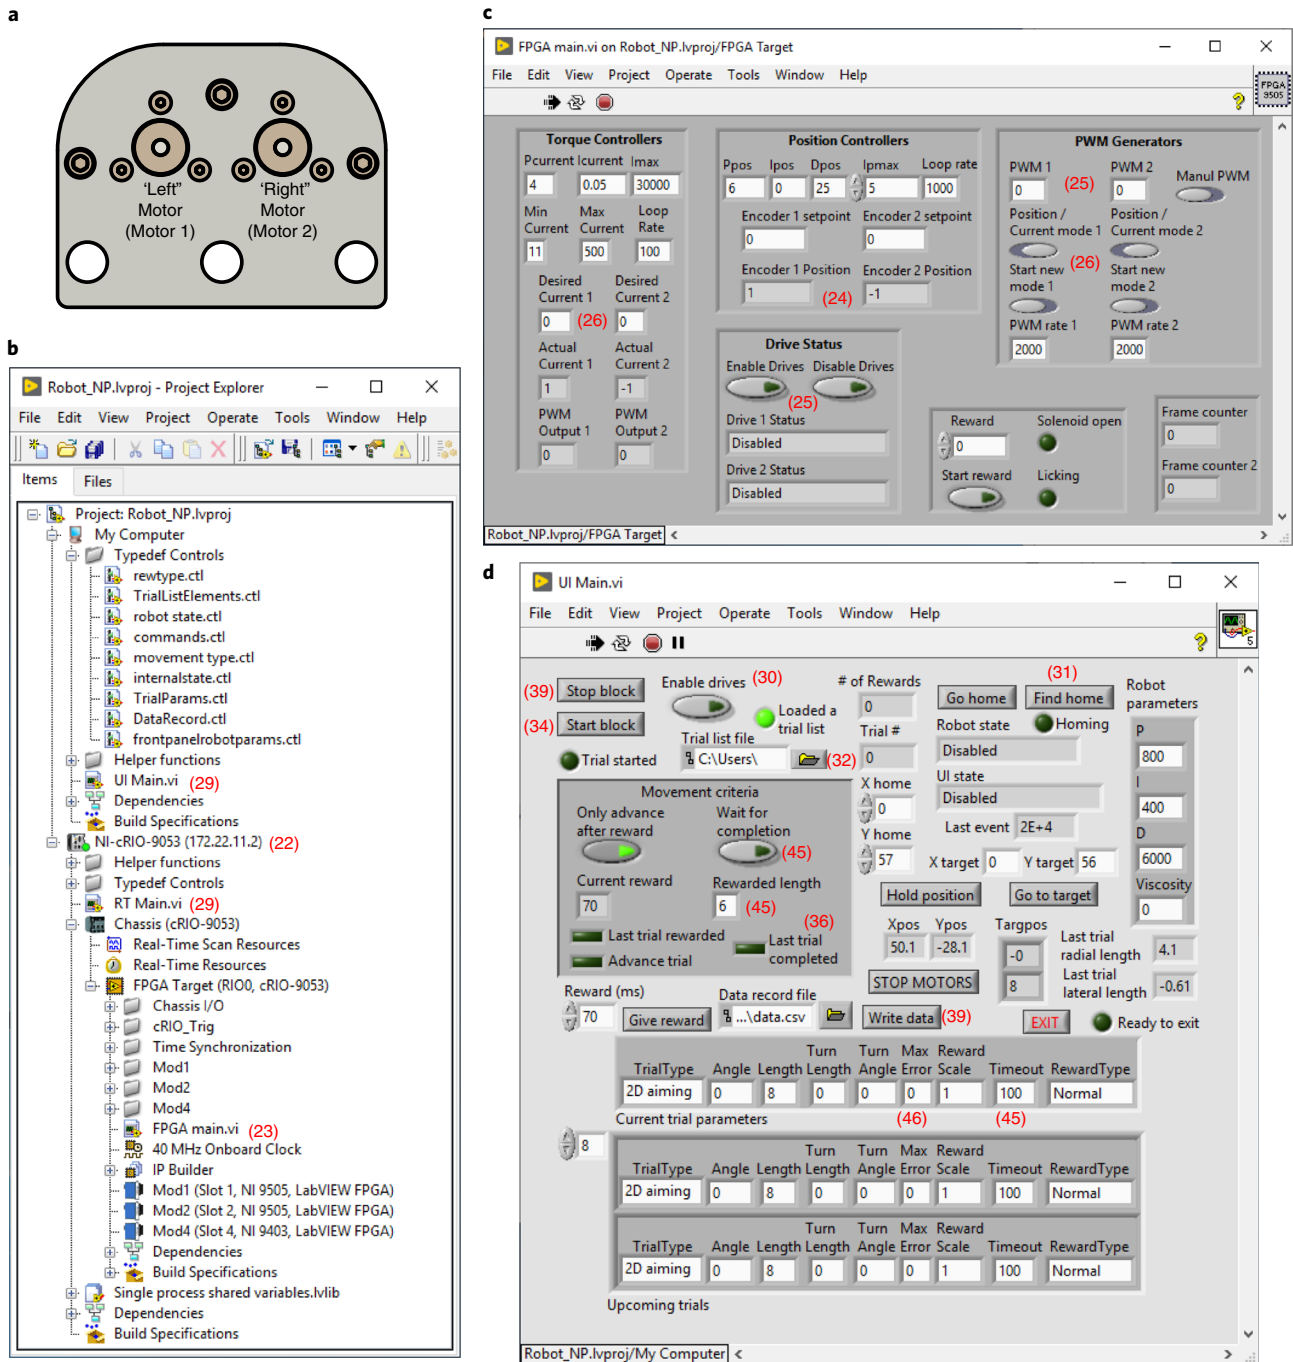 a
'Left"
Motor
(Motor 1)
'Right"
Motor
(Motor 2)
b
Robot_NP.lvproj - Project Explorer
File Edit View Project Operate Tools Window Help
Items Files
Project: Robot_NP.lvproj
My Computer
Typedef Controls
rewtype.ctl
TrialListElements.ctl
robot state.ctl
commands.ctl
movement type.ctl
internalstate.ctl
TrialParams.ctl
DataRecord.ctl
frontpanelrobotparams.ctl
Helper functions
UI Main.vi (29)
Dependencies
Build Specifications
NI-cRIO-9053 (172.22.11.2) (22)
Helper functions
Typedef Controls
RT Main.vi (29)
Chassis (cRIO-9053)
Real-Time Scan Resources
Real-Time Resources
FPGA Target (RIO0, cRIO-9053)
Chassis I/O
cRIO_Trig
Time Synchronization
Mod1
Mod2
Mod4
FPGA main.vi (23)
40 MHz Onboard Clock
IP Builder
Mod1 (Slot 1, NI 9505, LabVIEW FPGA)
Mod2 (Slot 2, NI 9505, LabVIEW FPGA)
Mod4 (Slot 4, NI 9403, LabVIEW FPGA)
Dependencies
Build Specifications
Single process shared variables.lvlib
Dependencies
Build Specifications
c
FPGA main.vi on Robot_NP.lvproj/FPGA Target
File Edit View Project Operate Tools Window Help
FPGA
9505
Torque Controllers
Pcurrent Icurrent Imax
4 0.05 30000
Min Current Max Current Loop Rate
11 500 100
Desired Current 1 Desired Current 2
0 (26) 0
Actual Current 1 Actual Current 2
1 -1
PWM Output 1 PWM Output 2
0 0
Position Controllers
Ppos Ipos Dpos Ipmax Loop rate
6 0 25 5 1000
Encoder 1 setpoint Encoder 2 setpoint
0 0
Encoder 1 Position Encoder 2 Position
1 (24) -1
Drive Status
Enable Drives Disable Drives
(25)
Drive 1 Status
Disabled
Drive 2 Status
Disabled
PWM Generators
PWM 1 PWM 2 Manul PWM
0 (25) 0
Position / Current mode 1 Position / Current mode 2
(26)
Start new mode 1 Start new mode 2
PWM rate 1 PWM rate 2
2000 2000
Reward Solenoid open
0
Start reward Licking
Frame counter
0
Frame counter 2
0
Robot_NP.lvproj/FPGA Target
d
UI Main.vi
File Edit View Project Operate Tools Window Help
5
(39) Stop block
(34) Start block
Enable drives (30)
Loaded a trial list
Trial started
Trial list file
C:\Users\ (32)
# of Rewards
0
Trial #
0
X home
0
Y home
57
(31)
Go home Find home
Robot state Homing
Disabled
UI state
Disabled
Last event 2E+4
X target 0 Y target 56
Hold position Go to target
Robot parameters
P
800
I
400
D
6000
Viscosity
0
Movement criteria
Only advance after reward Wait for completion
(45)
Current reward Rewarded length
70 6 (45)
(36)
Last trial rewarded Last trial completed
Advance trial
Xpos Ypos Targpos
50.1 -28.1 -0
8
Last trial radial length 4.1
Last trial lateral length -0.61
STOP MOTORS
Reward (ms) Data record file
70 Give reward ...\data.csv Write data (39)
EXIT Ready to exit
TrialType Angle Length Turn Length Turn Angle Max Error Reward Scale Timeout RewardType
2D aiming 0 8 0 0 0 1 100 Normal
Current trial parameters (46) (45)
8
TrialType Angle Length Turn Length Turn Angle Max Error Reward Scale Timeout RewardType
2D aiming 0 8 0 0 0 1 100 Normal
TrialType Angle Length Turn Length Turn Angle Max Error Reward Scale Timeout RewardType
2D aiming 0 8 0 0 0 1 100 Normal
Upcoming trials
Robot_NP.lvproj/My Computer